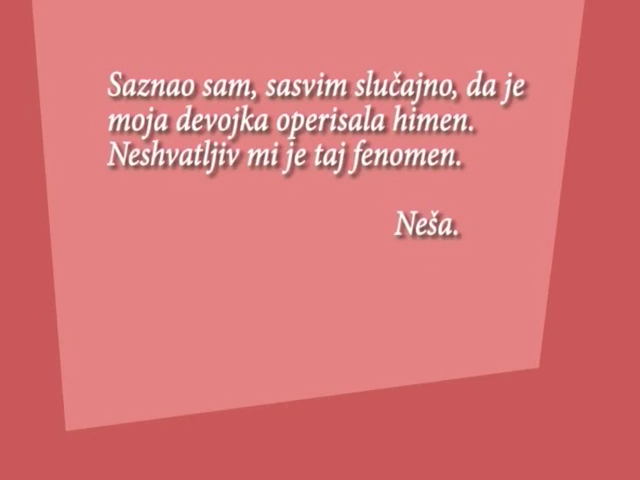 Saznao sam, sasvim slučajno, da je
moja devojka operisala himen.
Neshvatljiv mi je taj fenomen.
Neša.